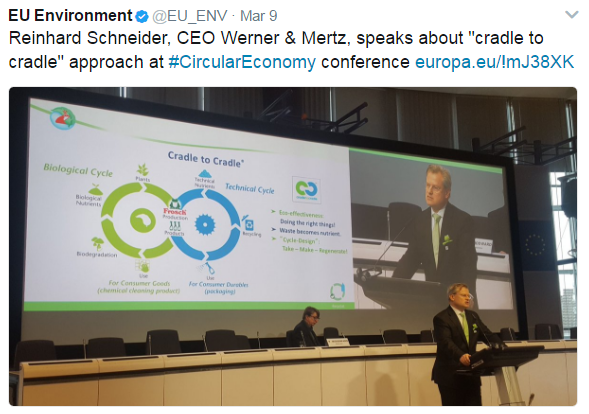 EU Environment @EU_ENV · Mar 9
Reinhard Schneider, CEO Werner & Mertz, speaks about "cradle to
cradle" approach at #CircularEconomy conference europa.eu/!mJ38XK
Cradle to Cradle®
Biological Cycle
Plants
Technical
Nutrients
Technical Cycle
Biological
Nutrients
Frosch
Production
Products
Recycling
Biodegradation
Use
Use
For Consumer Goods
(chemical cleaning product)
For Consumer Durables
(packaging)
Eco-effectiveness:
Doing the right things!
Waste becomes nutrient.
"Cycle-Design":
Take – Make – Regenerate!